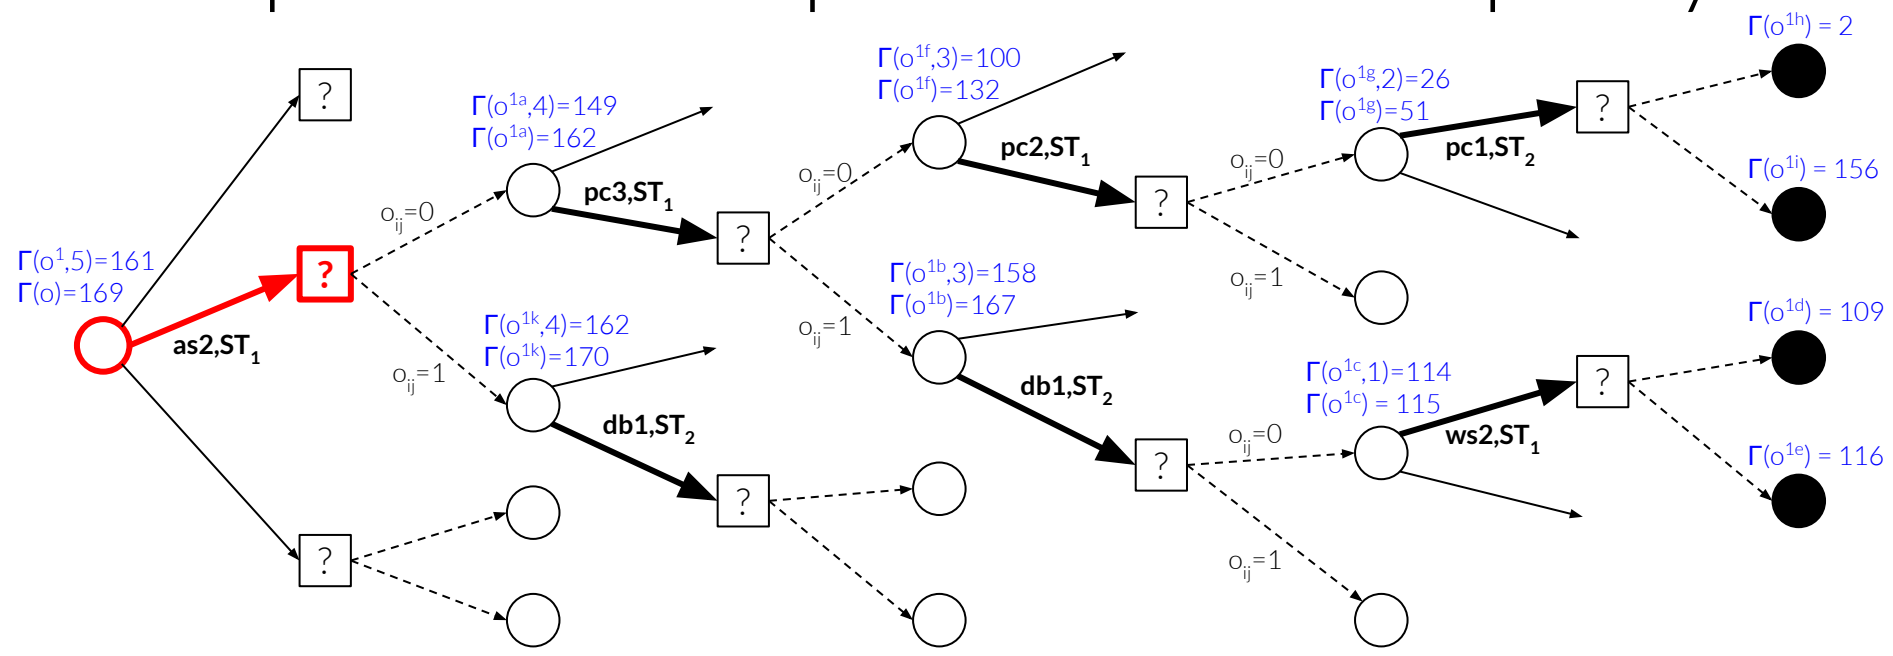 Γ(o^1h) = 2
Γ(o^1f,3)=100
Γ(o^1f)=132
Γ(o^1g,2)=26
Γ(o^1g)=51
?
?
Γ(o^1a,4)=149
Γ(o^1a)=162
pc2,ST_1
pc1,ST_2
o_ij=0
Γ(o^1i) = 156
o_ij=0
pc3,ST_1
?
o_ij=0
?
Γ(o^1,5)=161
Γ(o)=169
?
Γ(o^1b,3)=158
Γ(o^1b)=167
o_ij=1
Γ(o^1d) = 109
Γ(o^1k,4)=162
Γ(o^1k)=170
o_ij=1
as2,ST_1
o_ij=1
db1,ST_2
Γ(o^1c,1)=114
Γ(o^1c) = 115
?
db1,ST_2
o_ij=0
ws2,ST_1
Γ(o^1e) = 116
?
?
?
o_ij=1